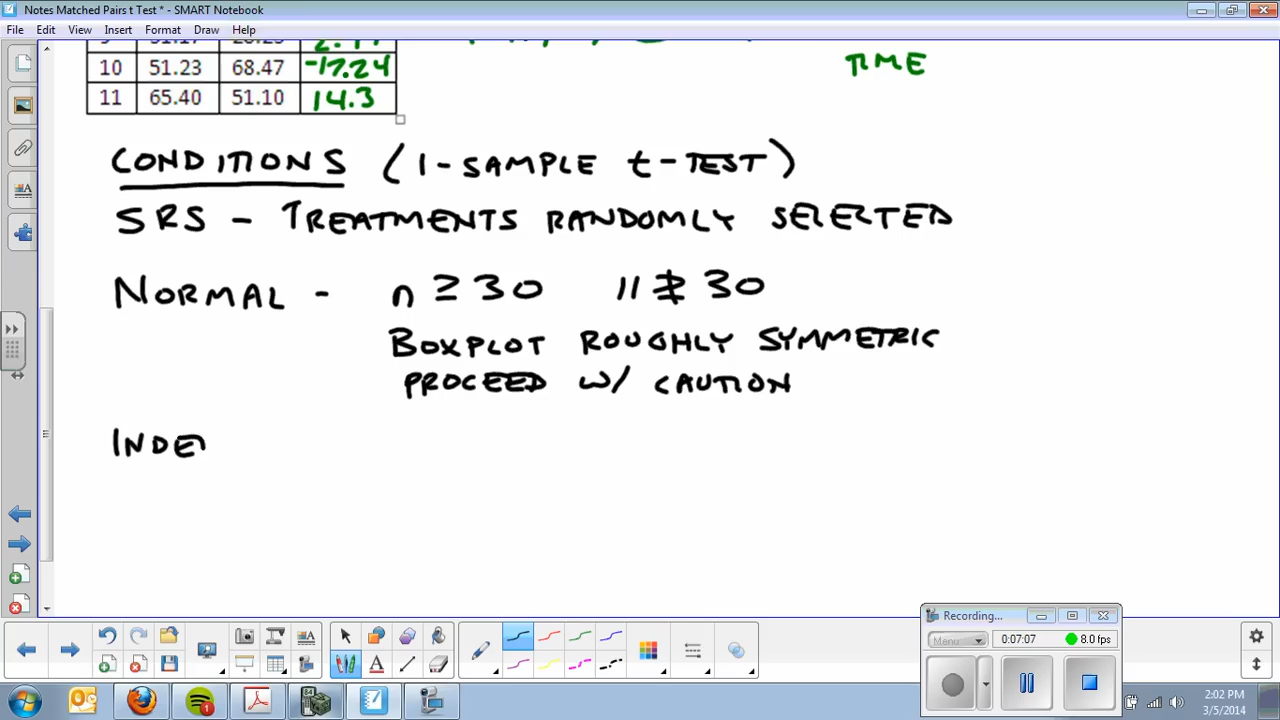 Notes Matched Pairs t Test * - SMART Notebook
File Edit View Insert Format Draw Help
TIME
10 51.23 68.47 -17.24
11 65.40 51.10 14.3
CONDITIONS (1-SAMPLE t-TEST)
SRS - TREATMENTS RANDOMLY SELECTED
NORMAL - n ≥ 30 11 ≱ 30
BOXPLOT ROUGHLY SYMMETRIC
PROCEED W/ CAUTION
INDE
Recording...
Menu 0:07:07 8.0 fps
2:02 PM
3/5/2014